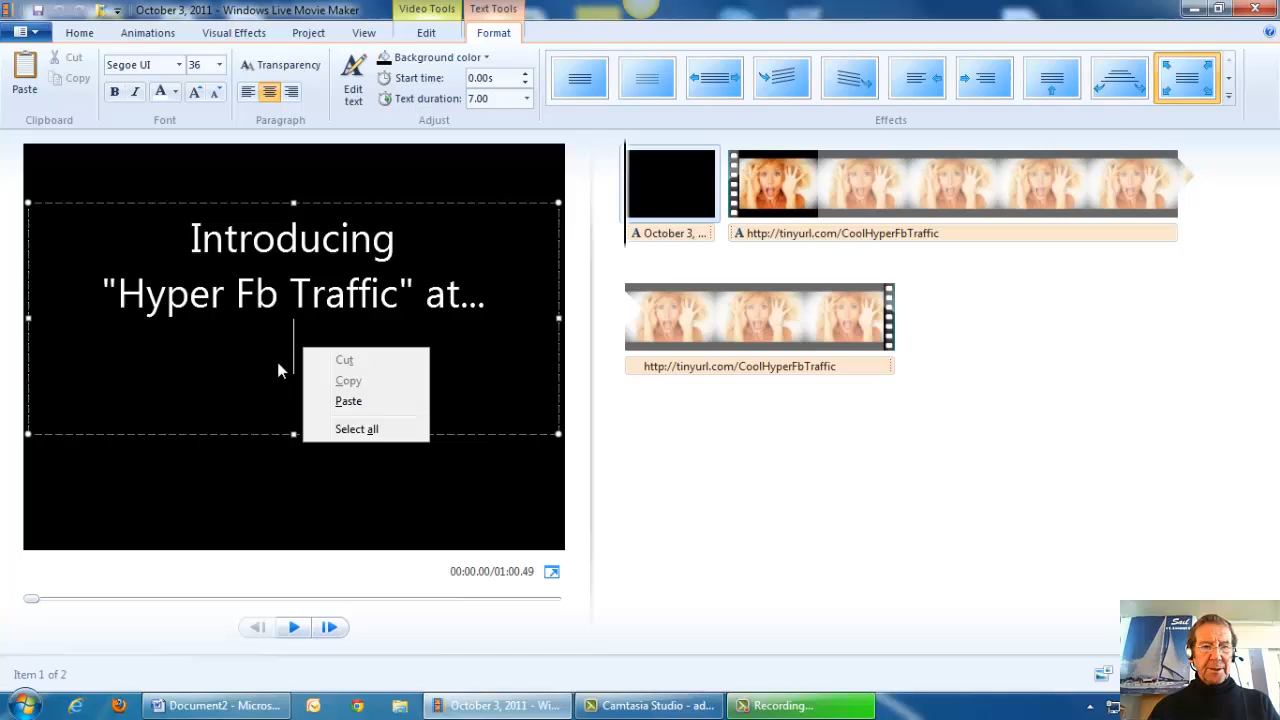 October 3, 2011 - Windows Live Movie Maker
Video Tools
Text Tools
Home
Animations
Visual Effects
Project
View
Edit
Format
Paste
Cut
Copy
Clipboard
Segoe UI
36
B I A A A
Font
Transparency
Paragraph
Edit
text
Background color
Start time: 0.00s
Text duration: 7.00
Adjust
Effects
Introducing
"Hyper Fb Traffic" at...
Cut
Copy
Paste
Select all
A October 3, ...
A http://tinyurl.com/CoolHyperFbTraffic
http://tinyurl.com/CoolHyperFbTraffic
00:00.00/01:00.49
Item 1 of 2
Sail
Document2 - Micros...
October 3, 2011 - Wi...
Camtasia Studio - ad...
Recording...